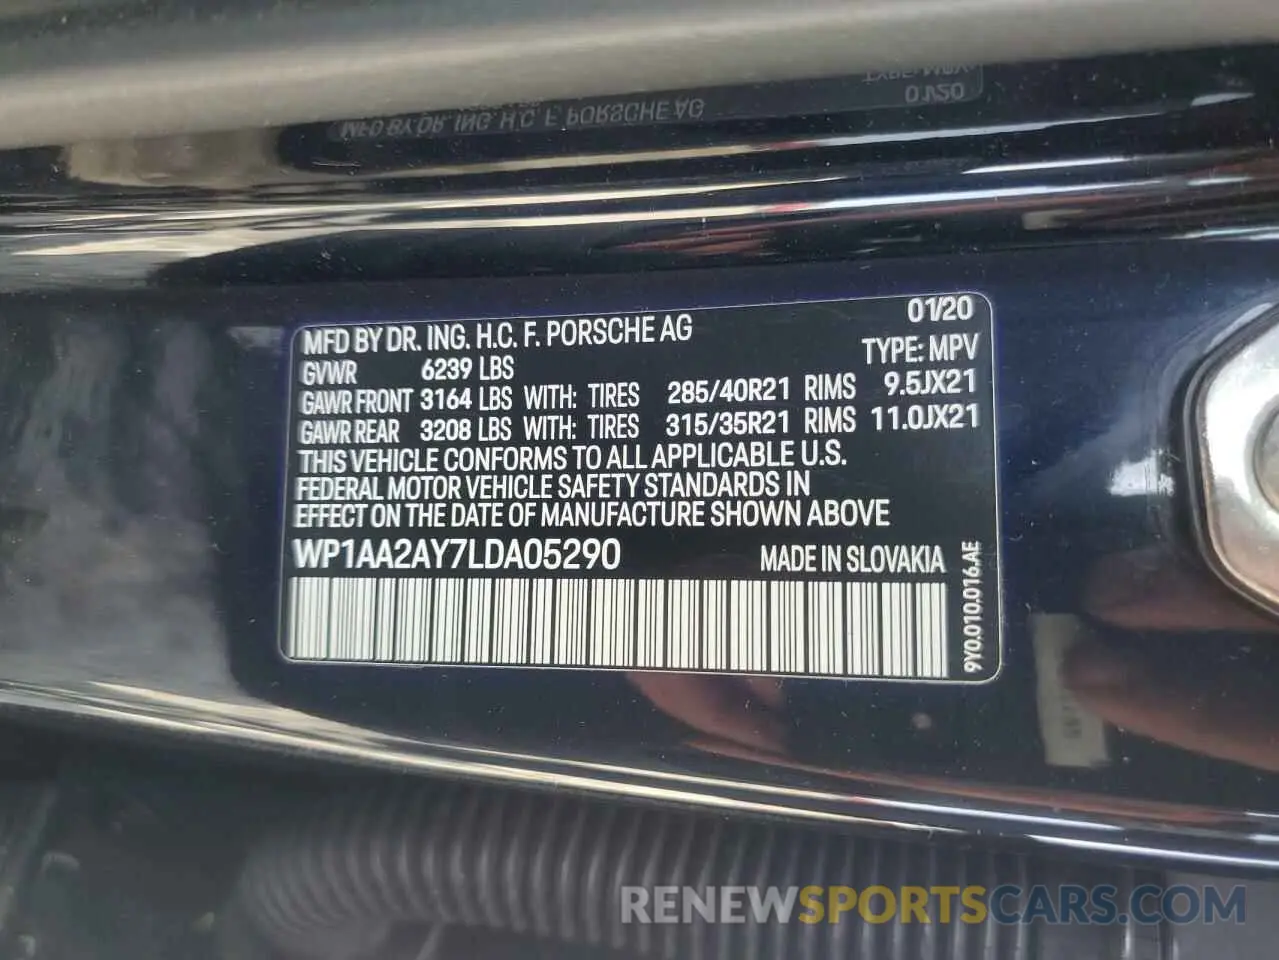 01/20
MFD BY DR. ING. H.C. F. PORSCHE AG
TYPE: MPV
GVWR 6239 LBS
GAWR FRONT 3164 LBS WITH: TIRES 285/40R21 RIMS 9.5JX21
GAWR REAR 3208 LBS WITH: TIRES 315/35R21 RIMS 11.0JX21
THIS VEHICLE CONFORMS TO ALL APPLICABLE U.S.
FEDERAL MOTOR VEHICLE SAFETY STANDARDS IN
EFFECT ON THE DATE OF MANUFACTURE SHOWN ABOVE
WP1AA2AY7LDA05290 MADE IN SLOVAKIA
9Y0.010.016.AE
RENEWSPORTSCARS.COM